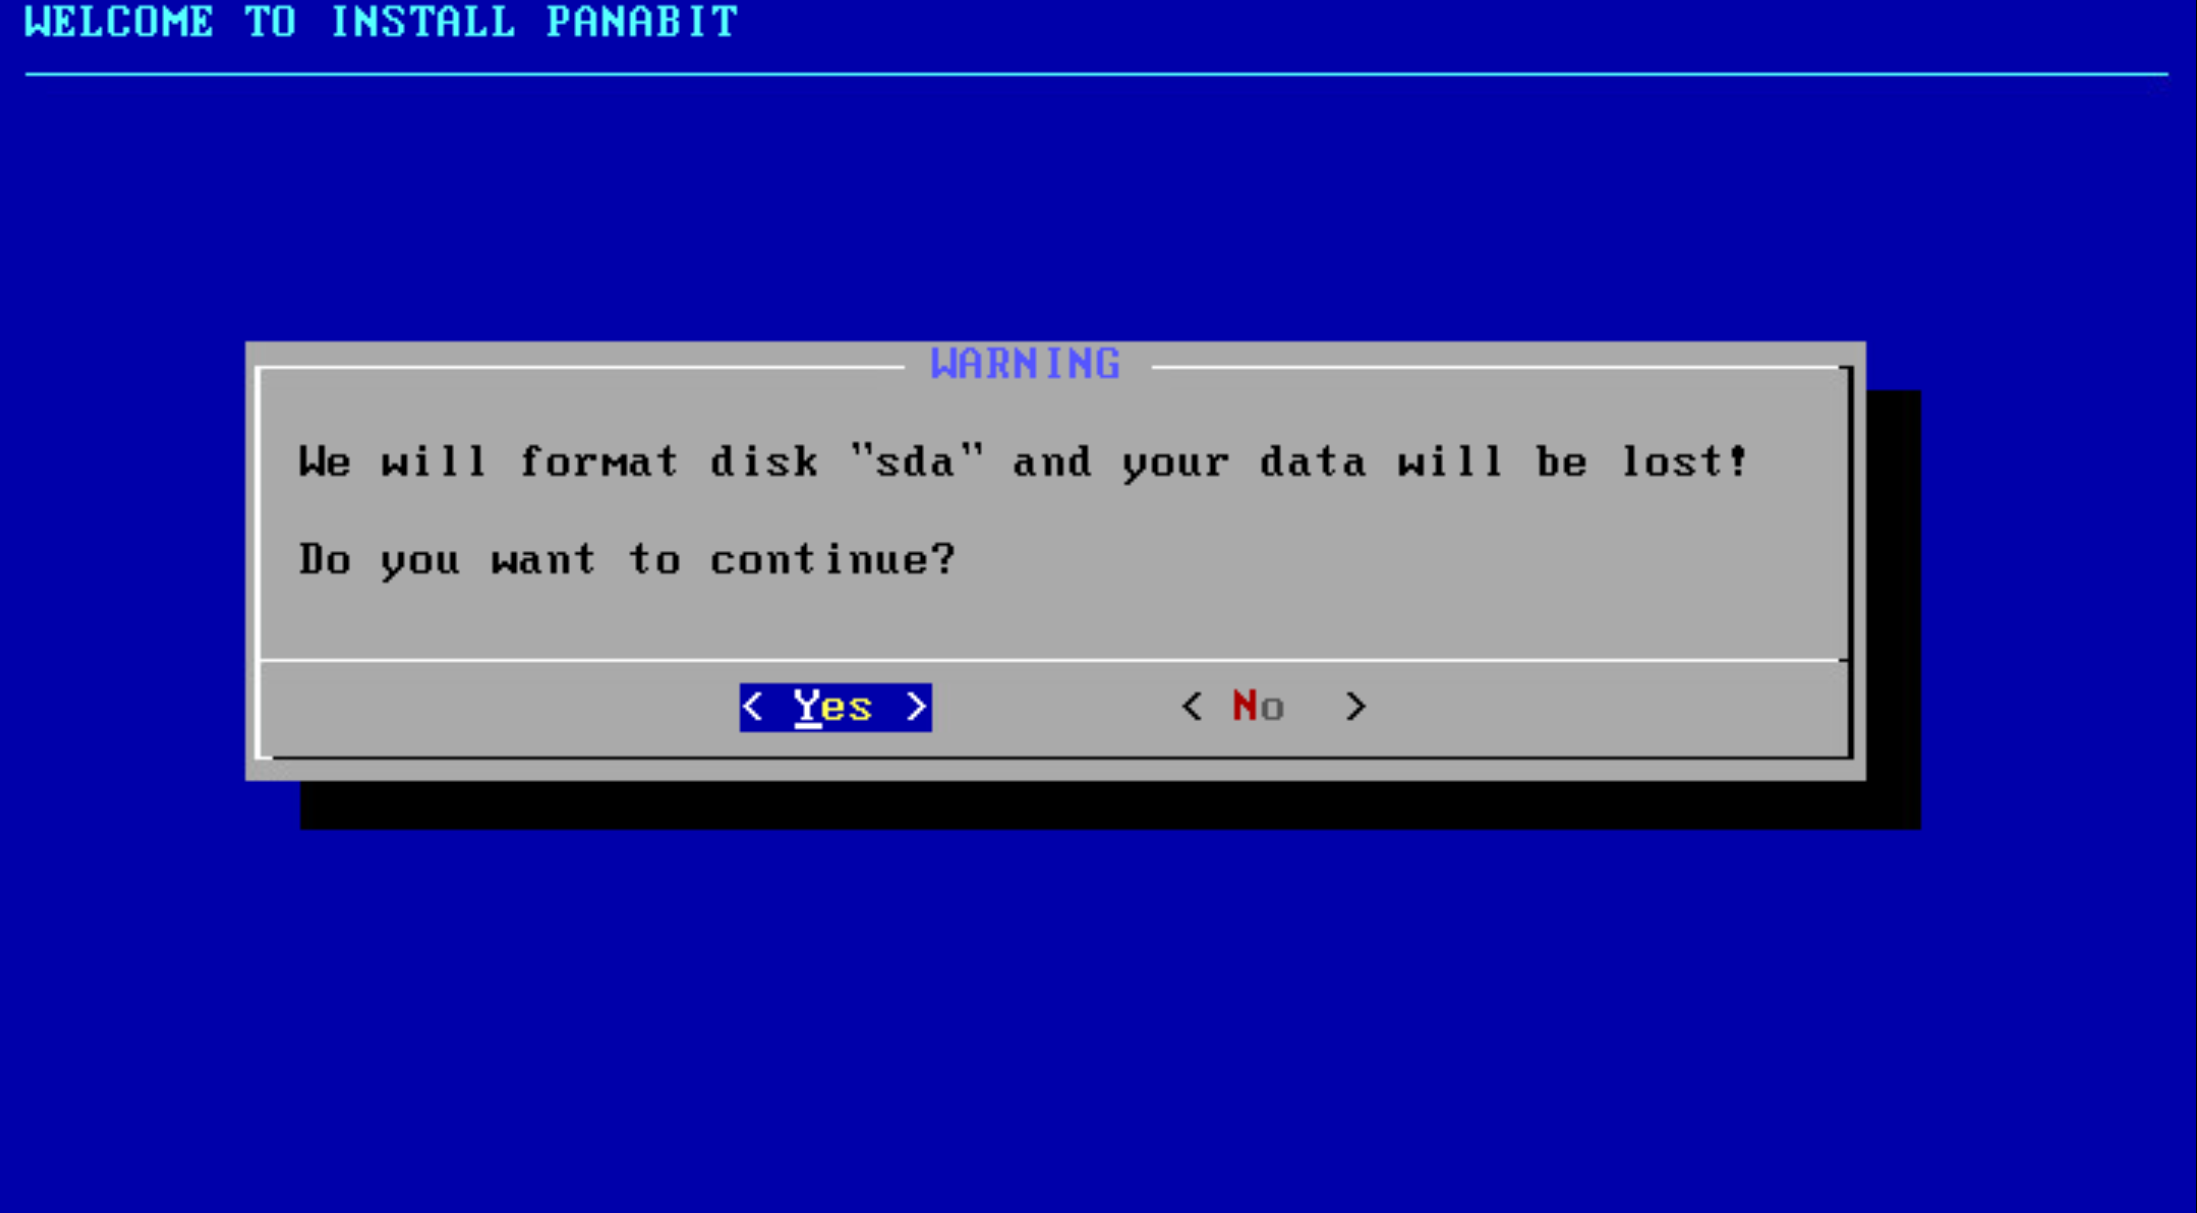 WELCOME TO INSTALL PANABIT
WARNING
We will format disk "sda" and your data will be lost!
Do you want to continue?
< Yes > < No >